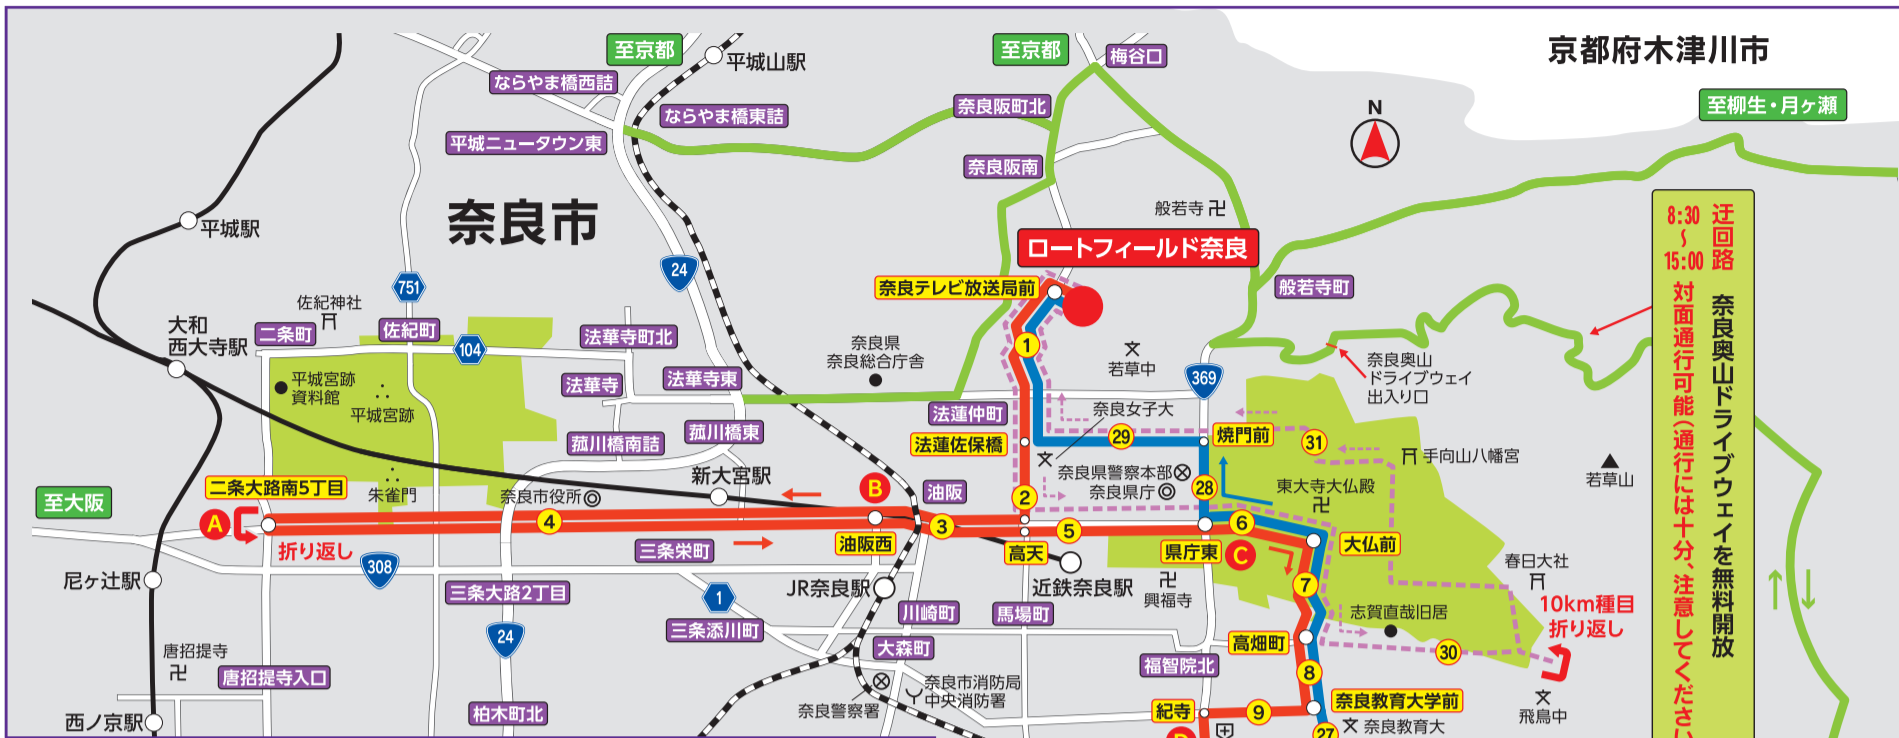 京都府木津川市
至京都
平城山駅
至京都
梅谷口
ならやま橋西詰
ならやま橋東詰
奈良阪町北
至柳生・月ヶ瀬
N
平城ニュータウン東
奈良阪南
奈良市
般若寺
平城駅
ロートフィールド奈良
24
奈良テレビ放送局前
般若寺町
751
佐紀神社
大和
西大寺駅
二条町
佐紀町
104
法華寺町北
1
奈良県
奈良総合庁舎
若草中
奈良奥山
ドライブウェイ
出入り口
迂回路
8:30
〜
15:00
奈良奥山ドライブウェイを無料開放
対面通行可能（通行には十分、注意してください
平城宮跡
資料館
平城宮跡
法華寺
法華寺東
369
法蓮仲町
奈良女子大
菰川橋南詰
菰川橋東
法蓮佐保橋
29
焼門前
31
手向山八幡宮
若草山
新大宮駅
奈良県警察本部
奈良県庁
28
東大寺大仏殿
二条大路南5丁目
朱雀門
奈良市役所
B
油阪
2
至大阪
A
折り返し
4
3
5
6
油阪西
高天
県庁東
C
大仏前
三条栄町
308
尼ヶ辻駅
三条大路2丁目
1
JR奈良駅
近鉄奈良駅
興福寺
7
春日大社
川崎町
馬場町
志賀直哉旧居
10km種目
折り返し
24
三条添川町
大森町
高畑町
30
唐招提寺
唐招提寺入口
福智院北
8
奈良市消防局
中央消防署
奈良警察署
奈良教育大学前
柏木町北
紀寺
9
飛鳥中
西ノ京駅
27
奈良教育大